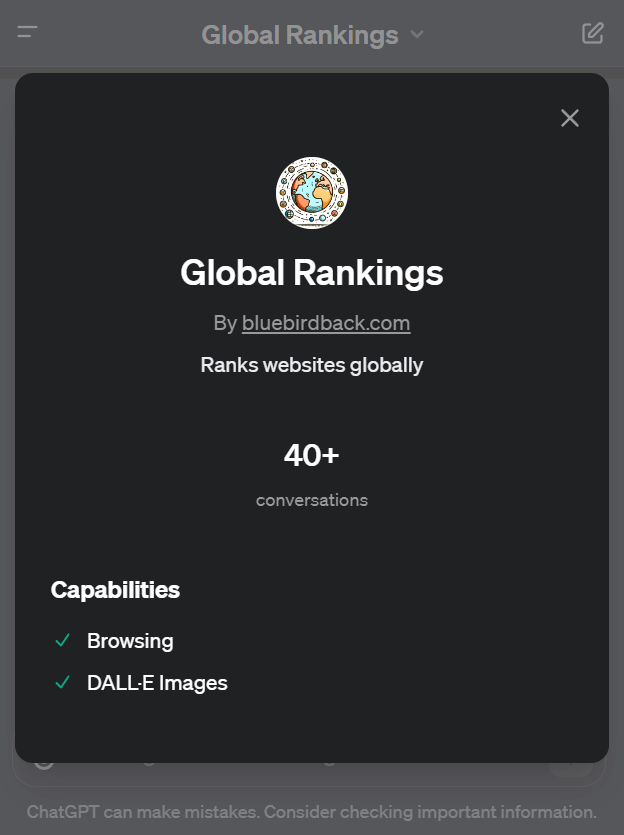 Global Rankings
Global Rankings
By bluebirdback.com
Ranks websites globally
40+
conversations
Capabilities
Browsing
DALL·E Images
ChatGPT can make mistakes. Consider checking important information.